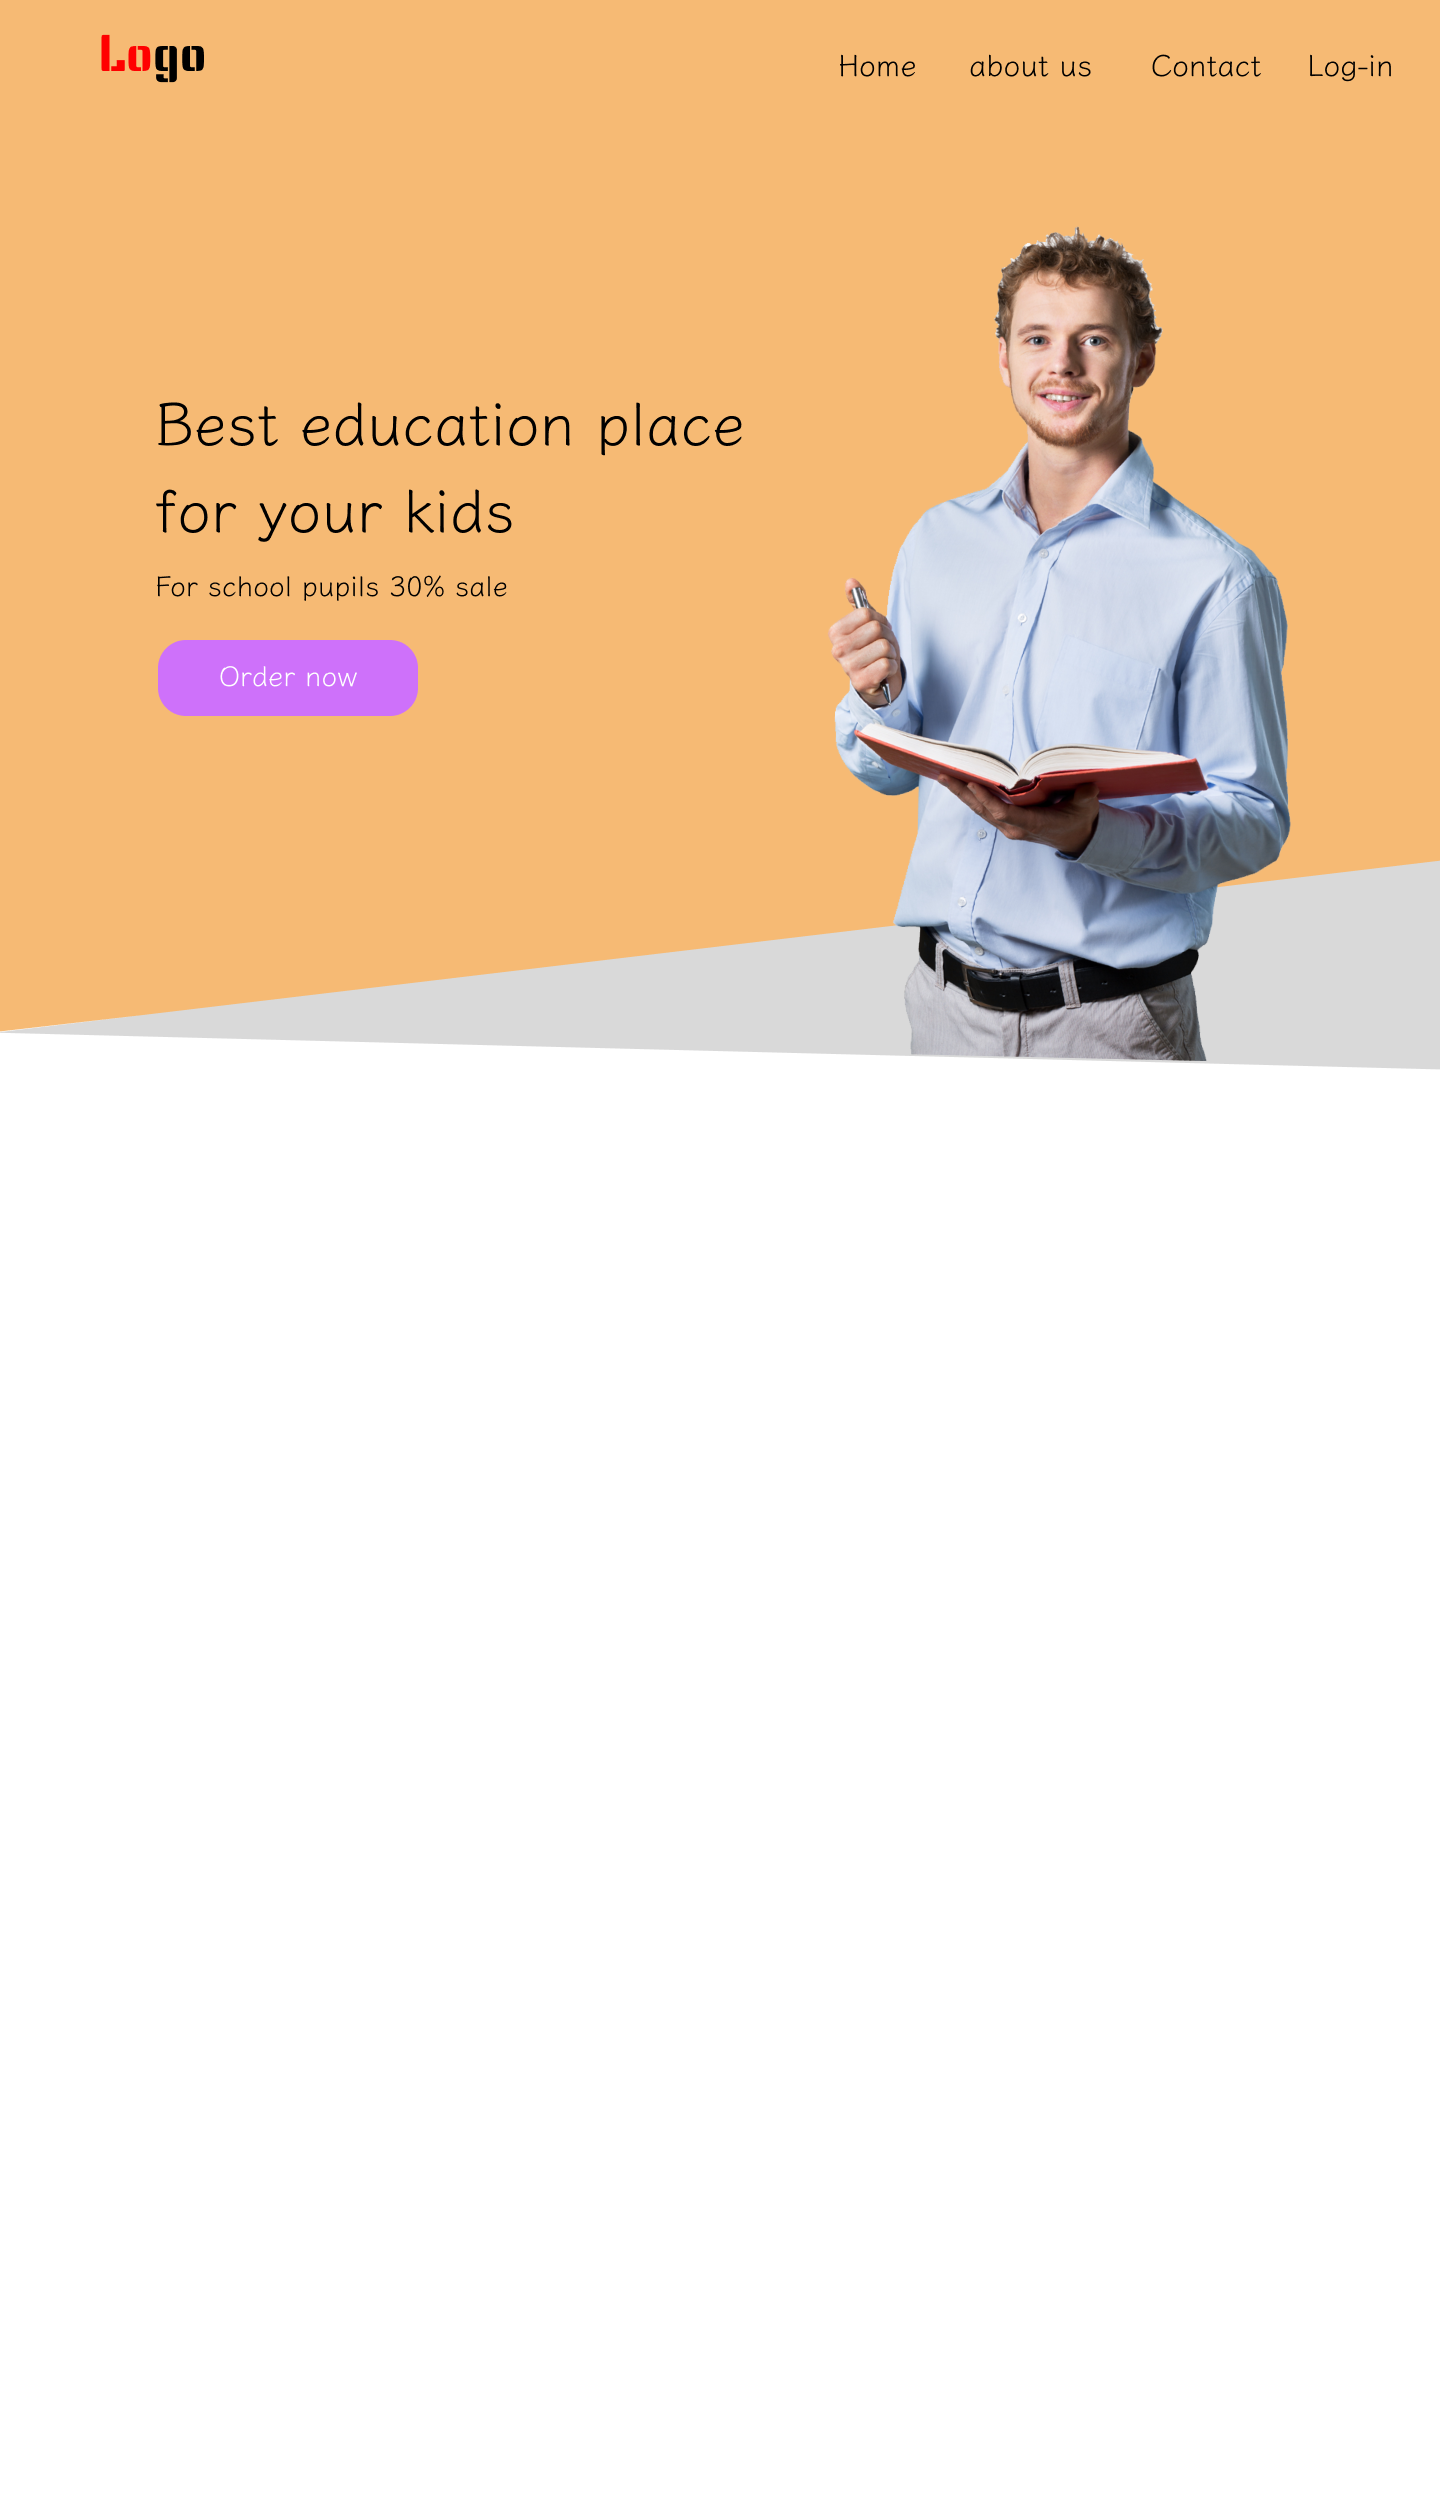 Logo
Home about us Contact Log-in
Best education place
for your kids
For school pupils 30% sale
Order now